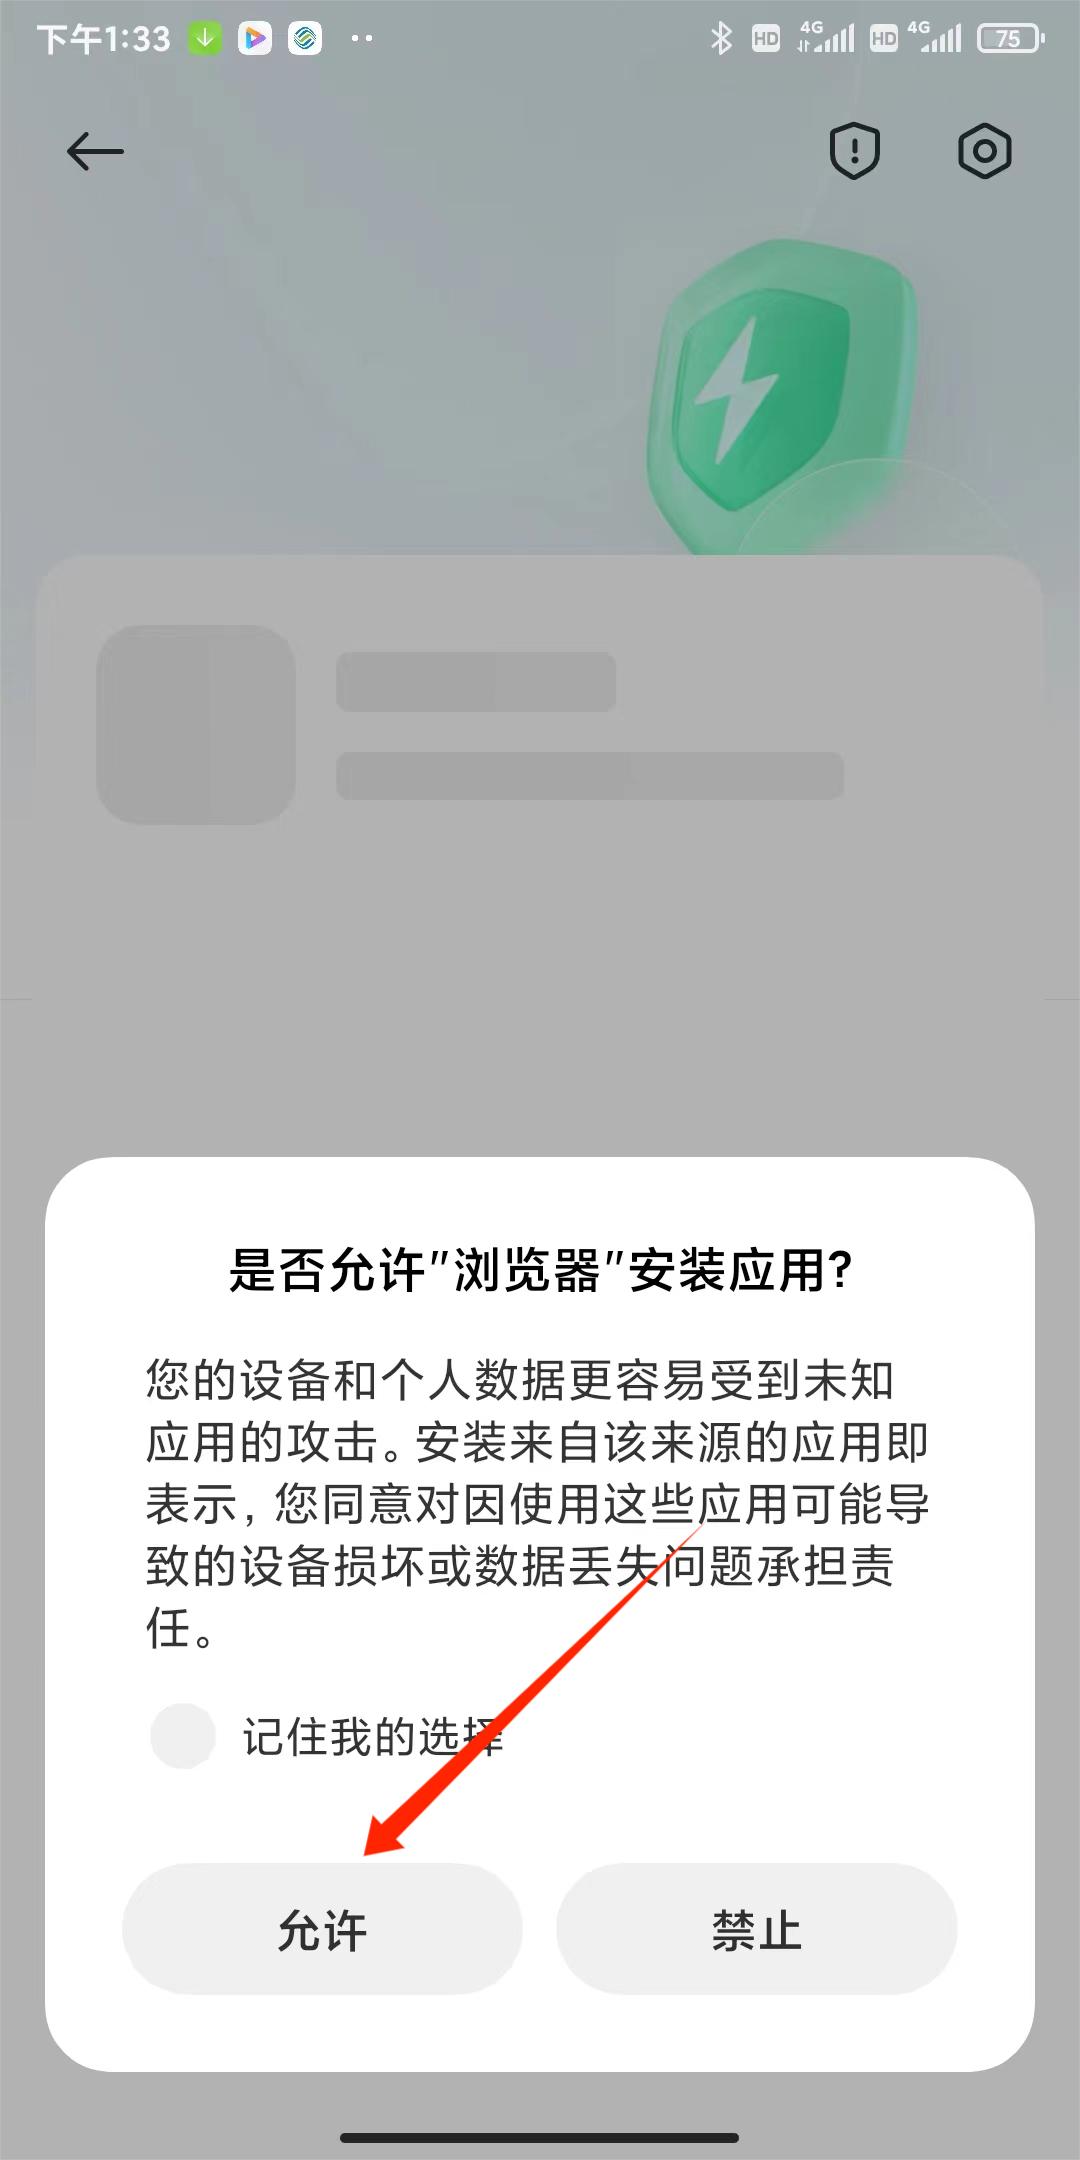 下午1:33
HD 4G HD 4G 75
是否允许"浏览器"安装应用?
您的设备和个人数据更容易受到未知
应用的攻击。安装来自该来源的应用即
表示，您同意对因使用这些应用可能导
致的设备损坏或数据丢失问题承担责
任。
记住我的选择
允许 禁止